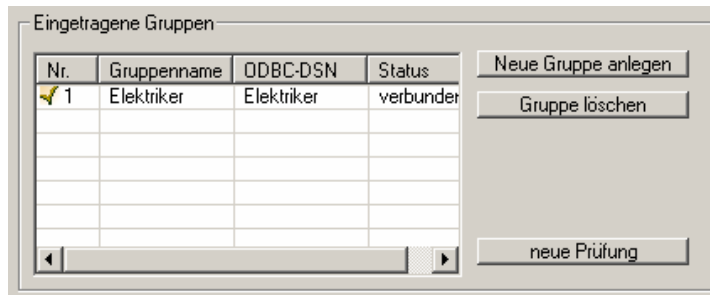 Eingetragene Gruppen
Nr. Gruppenname ODBC-DSN Status
1 Elektriker Elektriker verbunden
Neue Gruppe anlegen
Gruppe löschen
neue Prüfung